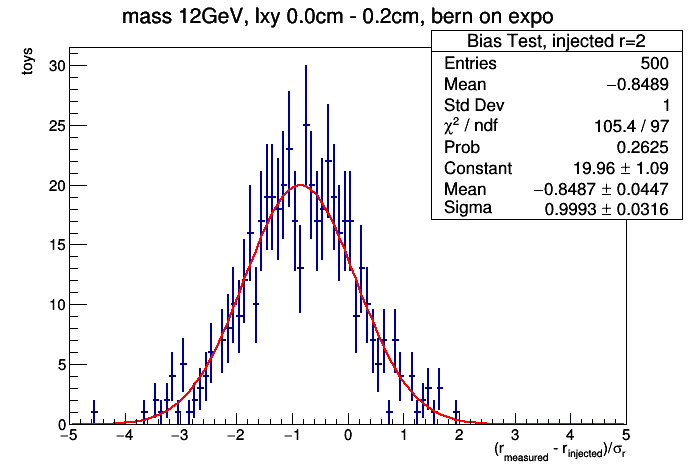 mass 12GeV, lxy 0.0cm - 0.2cm, bern on expo
Bias Test, injected r=2
Entries 500
Mean −0.8489
Std Dev 1
χ² / ndf 105.4 / 97
Prob 0.2625
Constant 19.96 ± 1.09
Mean −0.8487 ± 0.0447
Sigma 0.9993 ± 0.0316
toys
30
25
20
15
10
5
0
−5 −4 −3 −2 −1 0 1 2 3 4 5
(r_measured - r_injected)/σ_r